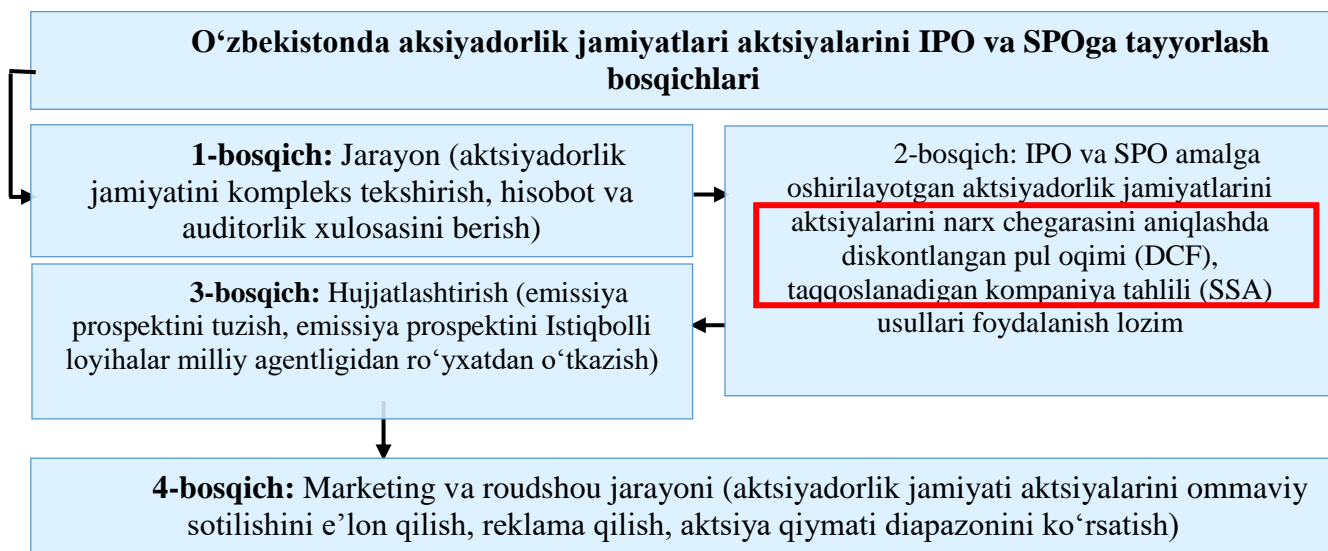 O‘zbekistonda aksiyadorlik jamiyatlari aktsiyalarini IPO va SPOga tayyorlash
bosqichlari
1-bosqich: Jarayon (aktsiyadorlik
jamiyatini kompleks tekshirish, hisobot va
auditorlik xulosasini berish)
2-bosqich: IPO va SPO amalga
oshirilayotgan aktsiyadorlik jamiyatlarini
aktsiyalarini narx chegarasini aniqlashda
diskontlangan pul oqimi (DCF),
taqqoslanadigan kompaniya tahlili (SSA)
usullari foydalanish lozim
3-bosqich: Hujjatlashtirish (emissiya
prospektini tuzish, emissiya prospektini Istiqbolli
loyihalar milliy agentligidan ro‘yxatdan o‘tkazish)
4-bosqich: Marketing va roudshou jarayoni (aktsiyadorlik jamiyati aktsiyalarini ommaviy
sotilishini e’lon qilish, reklama qilish, aktsiya qiymati diapazonini ko‘rsatish)